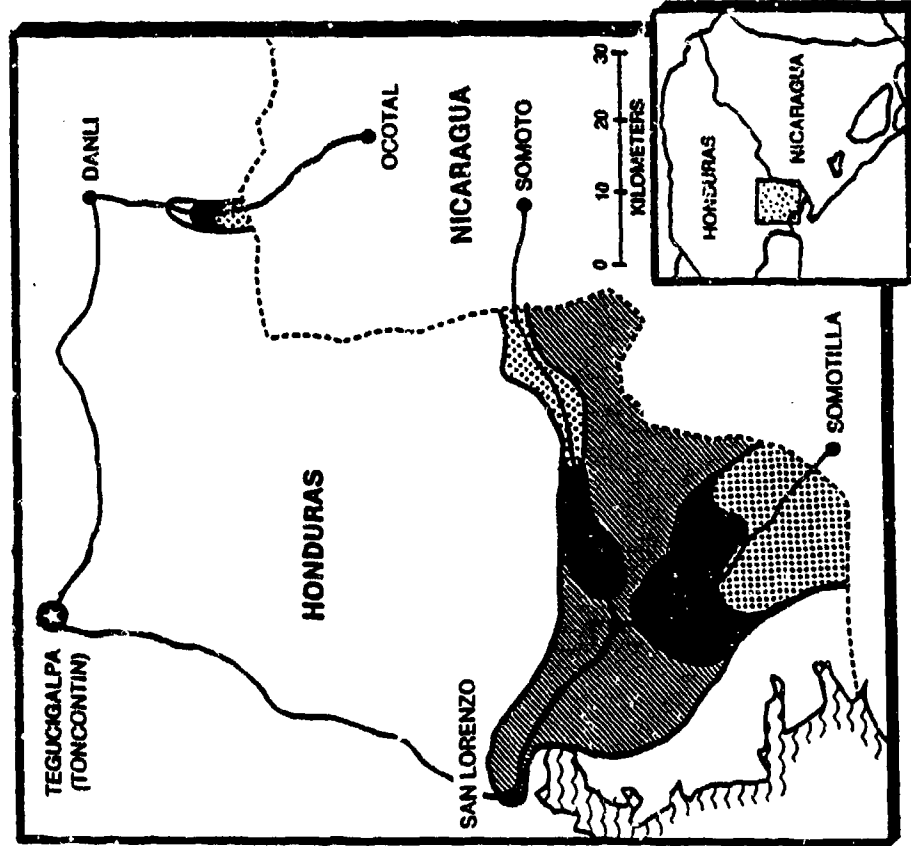 TEGUCIGALPA
(TONCONTIN)
DANLI
OCOTAL
HONDURAS
NICARAGUA
SAN LORENZO
SOMOTO
SOMOTILLA
0 10 20 30
KILOMETERS
HONDURAS
NICARAGUA